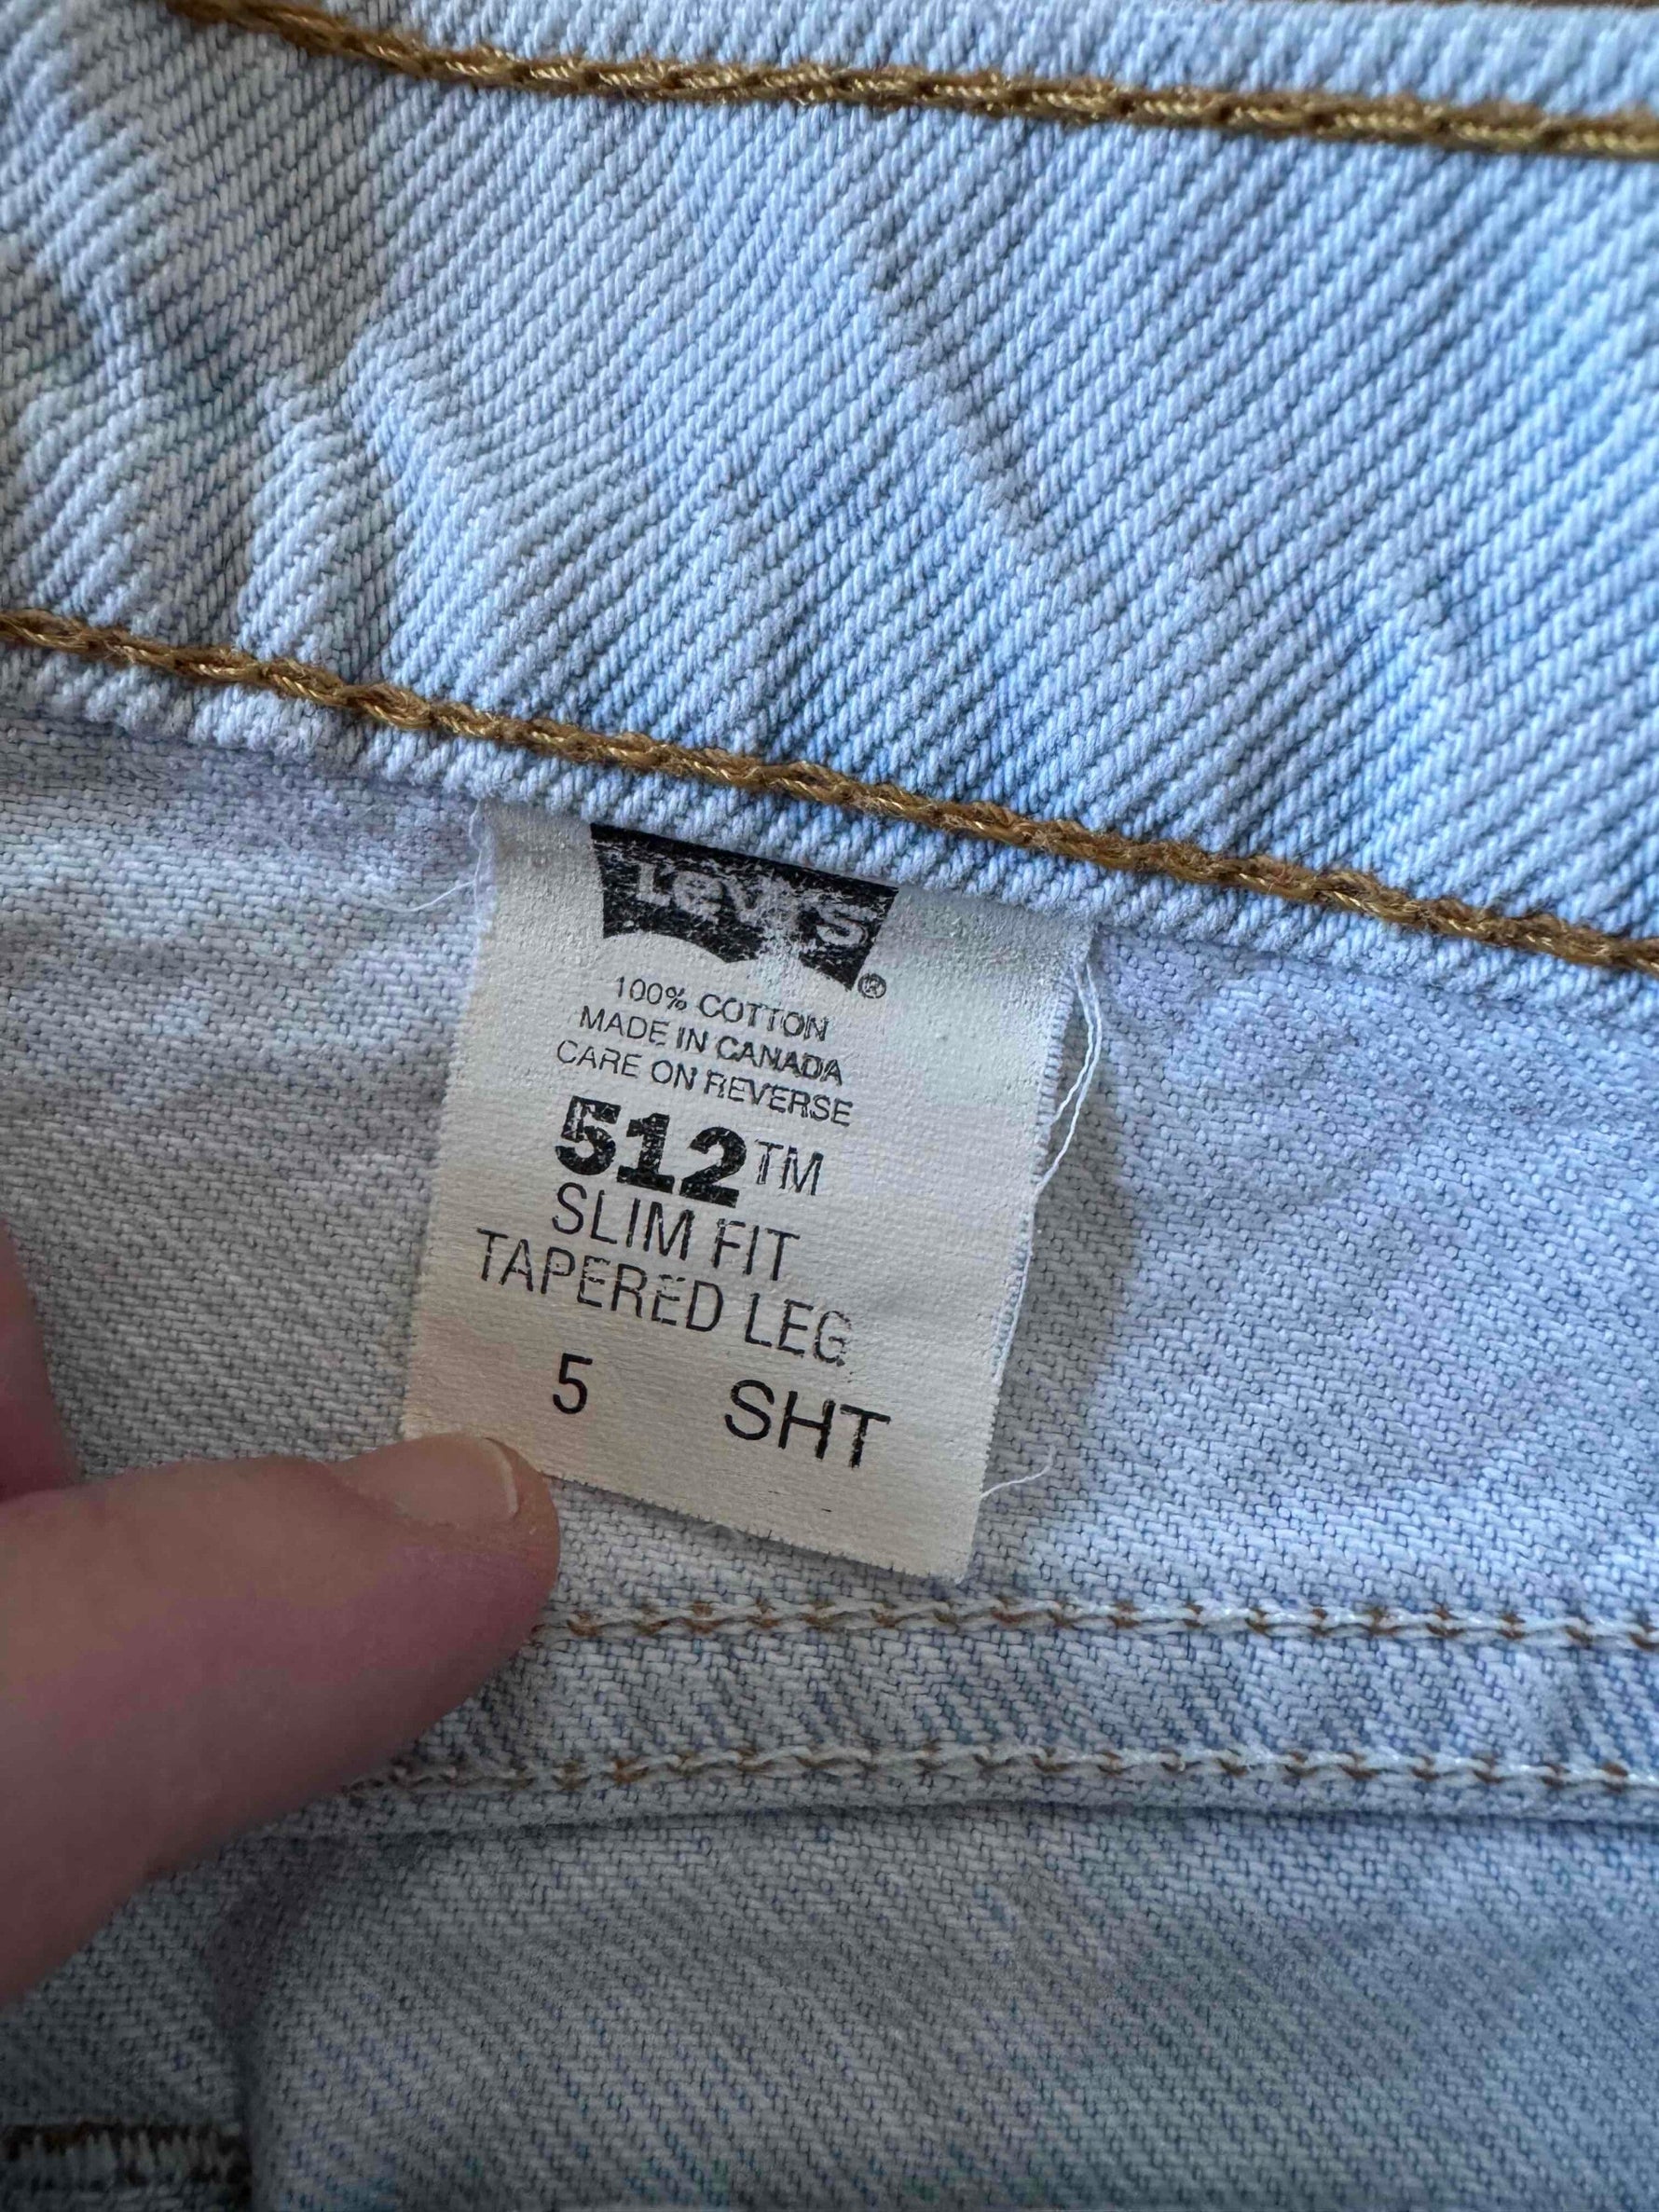 Levi's ®
100% COTTON
MADE IN CANADA
CARE ON REVERSE
512™
SLIM FIT
TAPERED LEG
5 SHT